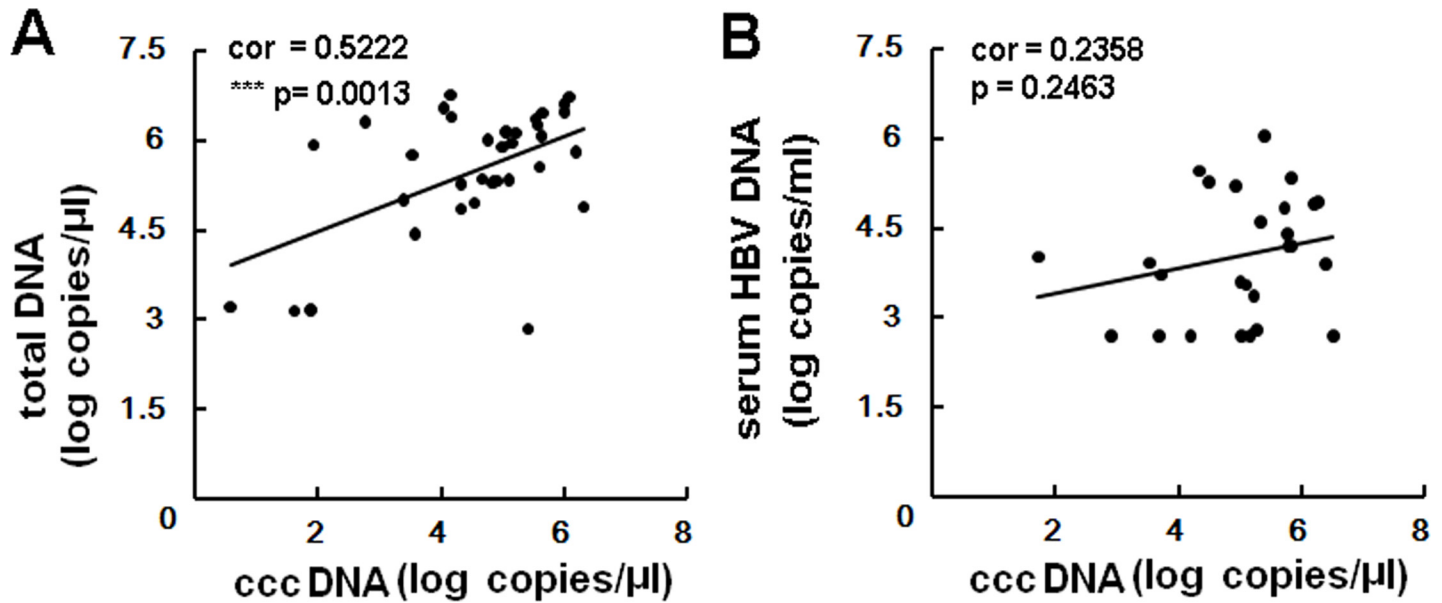 A
cor = 0.5222
*** p= 0.0013
total DNA
(log copies/µl)
7.5
6
4.5
3
1.5
0
2
4
6
8
ccc DNA (log copies/µl)
B
cor = 0.2358
p = 0.2463
serum HBV DNA
(log copies/ml)
7.5
6
4.5
3
1.5
0
2
4
6
8
ccc DNA (log copies/µl)